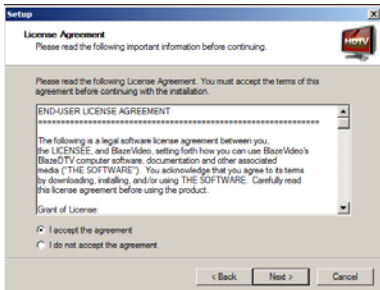 Setup
License Agreement
Please read the following important information before continuing.
HDTV
Please read the following License Agreement. You must accept the terms of this
agreement before continuing with the installation.
END-USER LICENSE AGREEMENT
================================================================
The following is a legal software license agreement between you,
the LICENSEE, and BlazeVideo, setting forth how you can use BlazeVideo's
BlazeDTV computer software, documentation and other associated
media ("THE SOFTWARE"). You acknowledge that you agree to its terms
by downloading, installing, and/or using THE SOFTWARE. Carefully read
this license agreement before using the product.
Grant of License:
I accept the agreement
I do not accept the agreement
< Back
Next >
Cancel